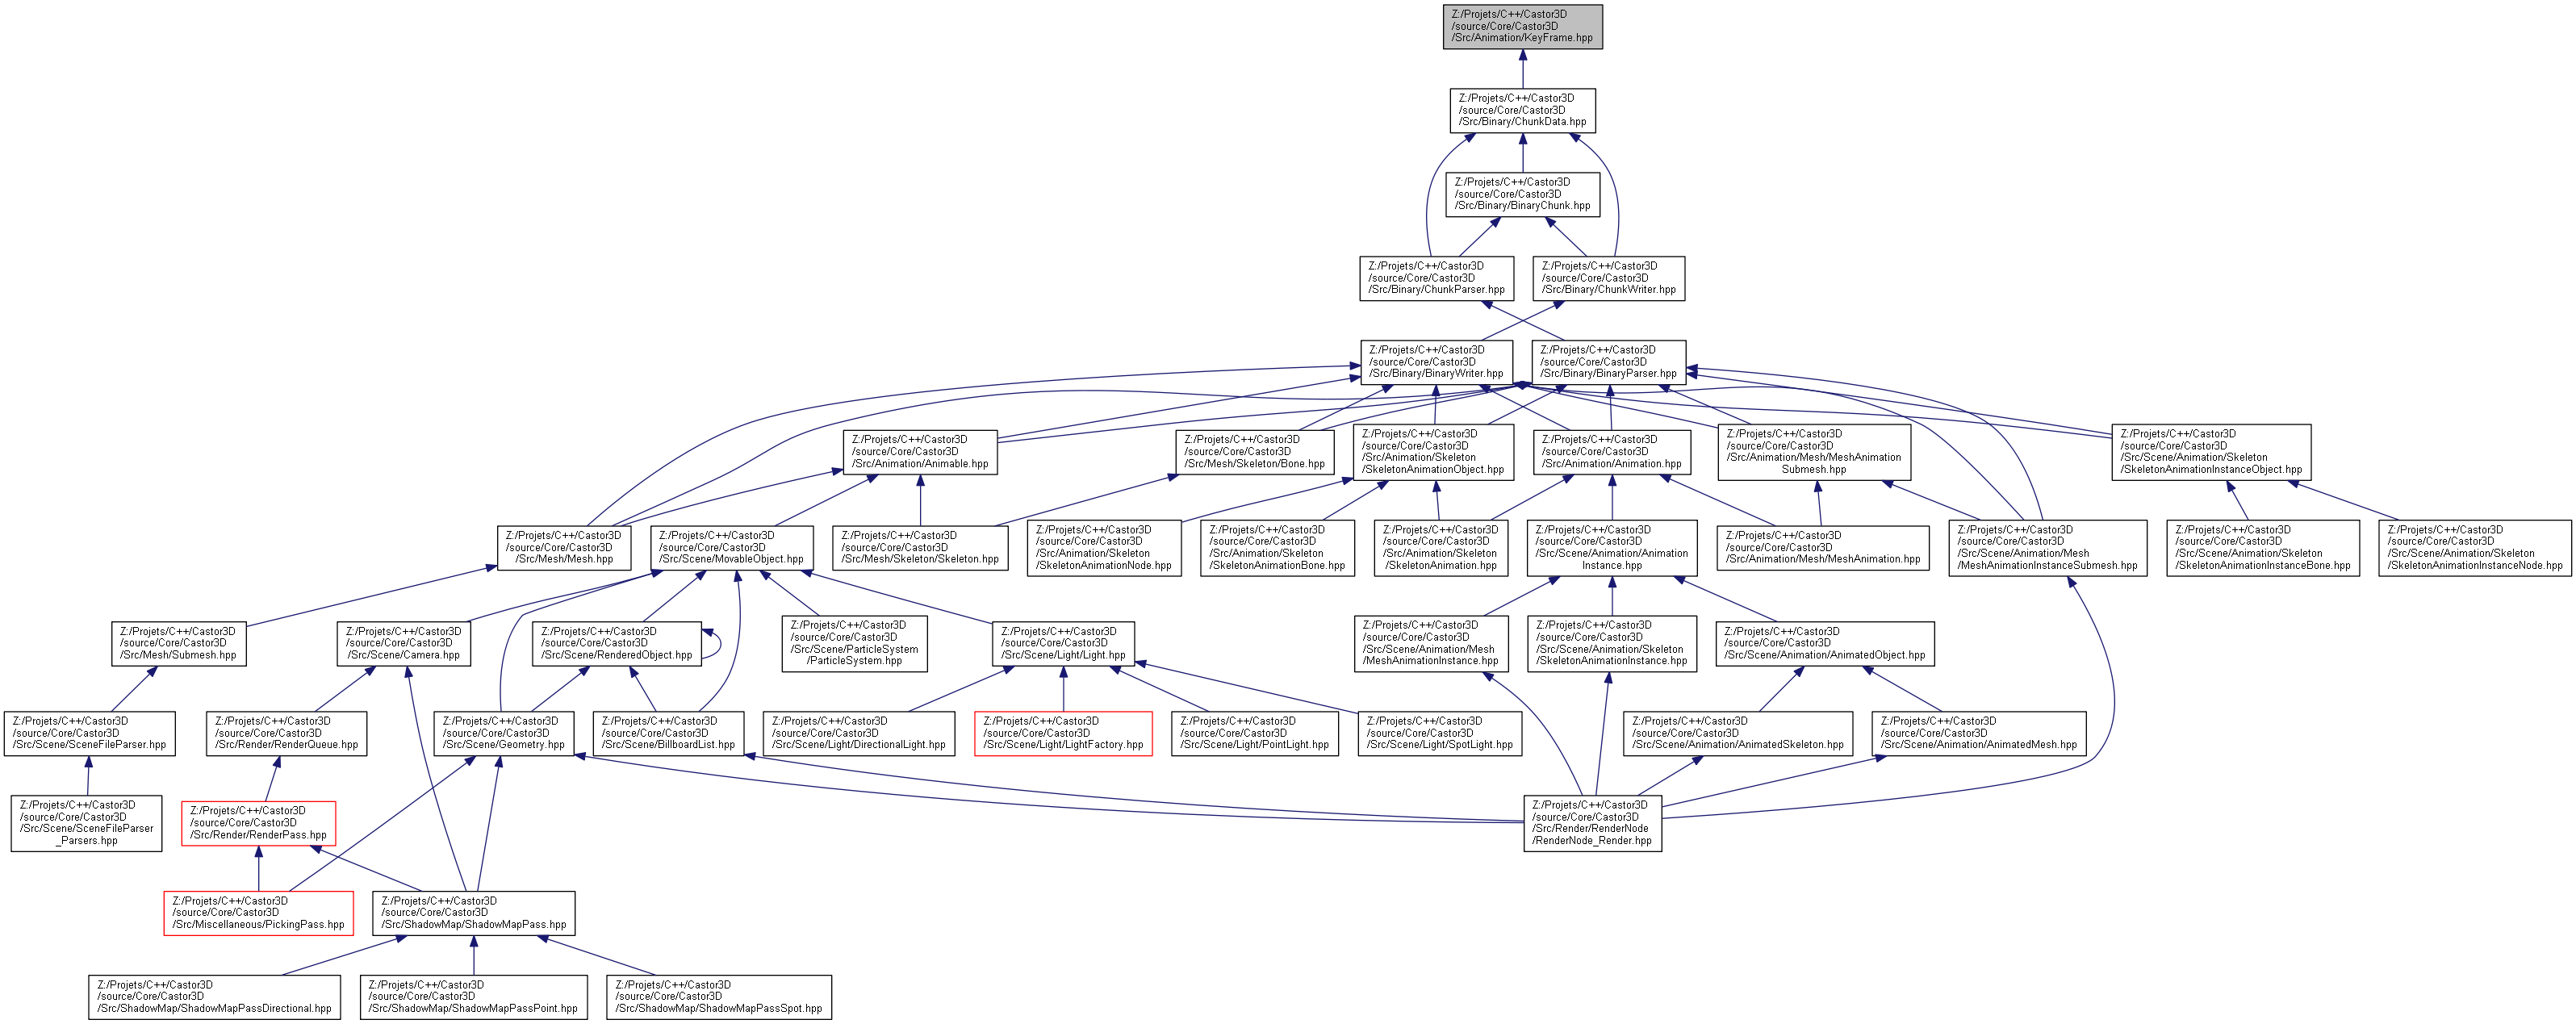 Z:/Projets/C++/Castor3D
/source/Core/Castor3D
/Src/Animation/KeyFrame.hpp
Z:/Projets/C++/Castor3D
/source/Core/Castor3D
/Src/Binary/ChunkData.hpp
Z:/Projets/C++/Castor3D
/source/Core/Castor3D
/Src/Binary/BinaryChunk.hpp
Z:/Projets/C++/Castor3D
/source/Core/Castor3D
/Src/Binary/ChunkParser.hpp
Z:/Projets/C++/Castor3D
/source/Core/Castor3D
/Src/Binary/ChunkWriter.hpp
Z:/Projets/C++/Castor3D
/source/Core/Castor3D
/Src/Binary/BinaryWriter.hpp
Z:/Projets/C++/Castor3D
/source/Core/Castor3D
/Src/Binary/BinaryParser.hpp
Z:/Projets/C++/Castor3D
/source/Core/Castor3D
/Src/Animation/Animable.hpp
Z:/Projets/C++/Castor3D
/source/Core/Castor3D
/Src/Mesh/Skeleton/Bone.hpp
Z:/Projets/C++/Castor3D
/source/Core/Castor3D
/Src/Animation/Skeleton
/SkeletonAnimationObject.hpp
Z:/Projets/C++/Castor3D
/source/Core/Castor3D
/Src/Animation/Animation.hpp
Z:/Projets/C++/Castor3D
/source/Core/Castor3D
/Src/Animation/Mesh/MeshAnimation
Submesh.hpp
Z:/Projets/C++/Castor3D
/source/Core/Castor3D
/Src/Scene/Animation/Skeleton
/SkeletonAnimationInstanceObject.hpp
Z:/Projets/C++/Castor3D
/source/Core/Castor3D
/Src/Mesh/Mesh.hpp
Z:/Projets/C++/Castor3D
/source/Core/Castor3D
/Src/Scene/MovableObject.hpp
Z:/Projets/C++/Castor3D
/source/Core/Castor3D
/Src/Mesh/Skeleton/Skeleton.hpp
Z:/Projets/C++/Castor3D
/source/Core/Castor3D
/Src/Animation/Skeleton
/SkeletonAnimationNode.hpp
Z:/Projets/C++/Castor3D
/source/Core/Castor3D
/Src/Animation/Skeleton
/SkeletonAnimationBone.hpp
Z:/Projets/C++/Castor3D
/source/Core/Castor3D
/Src/Animation/Skeleton
/SkeletonAnimation.hpp
Z:/Projets/C++/Castor3D
/source/Core/Castor3D
/Src/Scene/Animation/Animation
Instance.hpp
Z:/Projets/C++/Castor3D
/source/Core/Castor3D
/Src/Animation/Mesh/MeshAnimation.hpp
Z:/Projets/C++/Castor3D
/source/Core/Castor3D
/Src/Scene/Animation/Mesh
/MeshAnimationInstanceSubmesh.hpp
Z:/Projets/C++/Castor3D
/source/Core/Castor3D
/Src/Scene/Animation/Skeleton
/SkeletonAnimationInstanceBone.hpp
Z:/Projets/C++/Castor3D
/source/Core/Castor3D
/Src/Scene/Animation/Skeleton
/SkeletonAnimationInstanceNode.hpp
Z:/Projets/C++/Castor3D
/source/Core/Castor3D
/Src/Mesh/Submesh.hpp
Z:/Projets/C++/Castor3D
/source/Core/Castor3D
/Src/Scene/Camera.hpp
Z:/Projets/C++/Castor3D
/source/Core/Castor3D
/Src/Scene/RenderedObject.hpp
Z:/Projets/C++/Castor3D
/source/Core/Castor3D
/Src/Scene/ParticleSystem
/ParticleSystem.hpp
Z:/Projets/C++/Castor3D
/source/Core/Castor3D
/Src/Scene/Light/Light.hpp
Z:/Projets/C++/Castor3D
/source/Core/Castor3D
/Src/Scene/Animation/Mesh
/MeshAnimationInstance.hpp
Z:/Projets/C++/Castor3D
/source/Core/Castor3D
/Src/Scene/Animation/Skeleton
/SkeletonAnimationInstance.hpp
Z:/Projets/C++/Castor3D
/source/Core/Castor3D
/Src/Scene/Animation/AnimatedObject.hpp
Z:/Projets/C++/Castor3D
/source/Core/Castor3D
/Src/Scene/SceneFileParser.hpp
Z:/Projets/C++/Castor3D
/source/Core/Castor3D
/Src/Render/RenderQueue.hpp
Z:/Projets/C++/Castor3D
/source/Core/Castor3D
/Src/Scene/Geometry.hpp
Z:/Projets/C++/Castor3D
/source/Core/Castor3D
/Src/Scene/BillboardList.hpp
Z:/Projets/C++/Castor3D
/source/Core/Castor3D
/Src/Scene/Light/DirectionalLight.hpp
Z:/Projets/C++/Castor3D
/source/Core/Castor3D
/Src/Scene/Light/LightFactory.hpp
Z:/Projets/C++/Castor3D
/source/Core/Castor3D
/Src/Scene/Light/PointLight.hpp
Z:/Projets/C++/Castor3D
/source/Core/Castor3D
/Src/Scene/Light/SpotLight.hpp
Z:/Projets/C++/Castor3D
/source/Core/Castor3D
/Src/Scene/Animation/AnimatedSkeleton.hpp
Z:/Projets/C++/Castor3D
/source/Core/Castor3D
/Src/Scene/Animation/AnimatedMesh.hpp
Z:/Projets/C++/Castor3D
/source/Core/Castor3D
/Src/Scene/SceneFileParser
_Parsers.hpp
Z:/Projets/C++/Castor3D
/source/Core/Castor3D
/Src/Render/RenderPass.hpp
Z:/Projets/C++/Castor3D
/source/Core/Castor3D
/Src/Render/RenderNode
/RenderNode_Render.hpp
Z:/Projets/C++/Castor3D
/source/Core/Castor3D
/Src/Miscellaneous/PickingPass.hpp
Z:/Projets/C++/Castor3D
/source/Core/Castor3D
/Src/ShadowMap/ShadowMapPass.hpp
Z:/Projets/C++/Castor3D
/source/Core/Castor3D
/Src/ShadowMap/ShadowMapPassDirectional.hpp
Z:/Projets/C++/Castor3D
/source/Core/Castor3D
/Src/ShadowMap/ShadowMapPassPoint.hpp
Z:/Projets/C++/Castor3D
/source/Core/Castor3D
/Src/ShadowMap/ShadowMapPassSpot.hpp